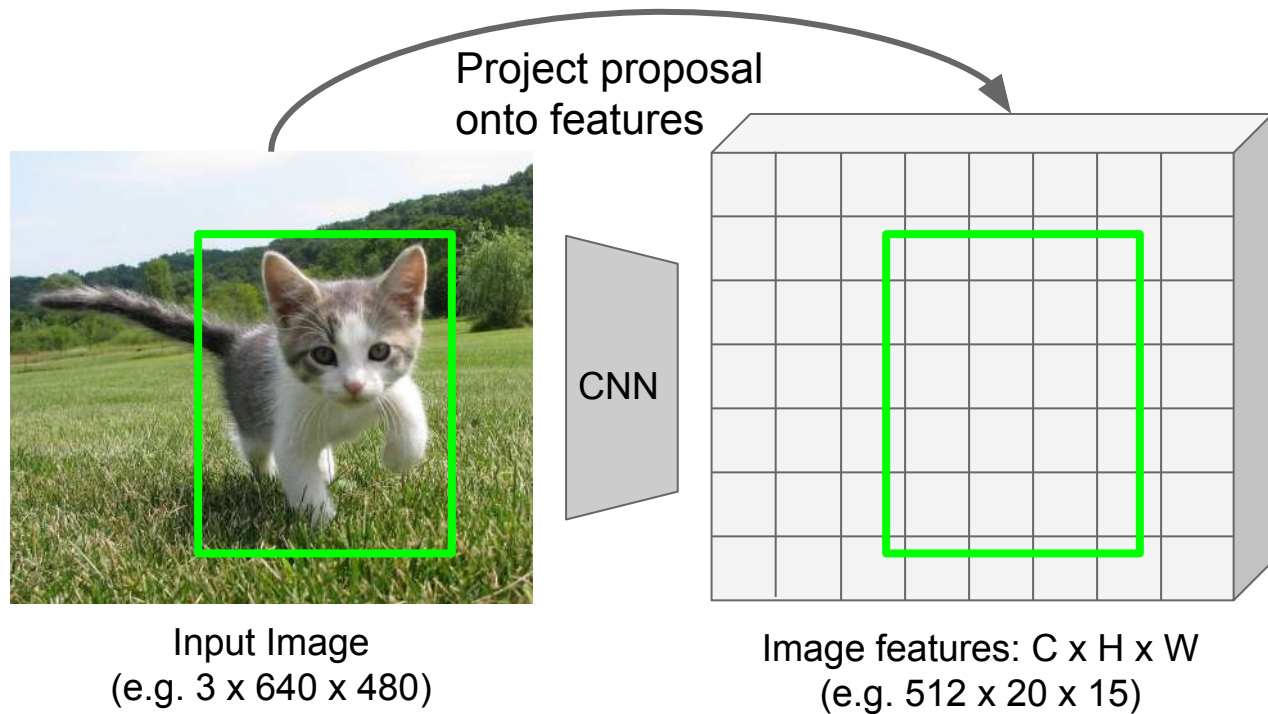 Project proposal
onto features
CNN
Input Image
(e.g. 3 x 640 x 480)
Image features: C x H x W
(e.g. 512 x 20 x 15)